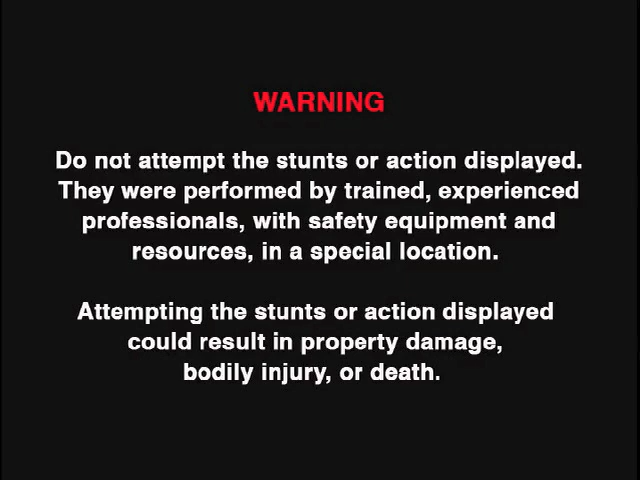 WARNING
Do not attempt the stunts or action displayed.
They were performed by trained, experienced
professionals, with safety equipment and
resources, in a special location.
Attempting the stunts or action displayed
could result in property damage,
bodily injury, or death.